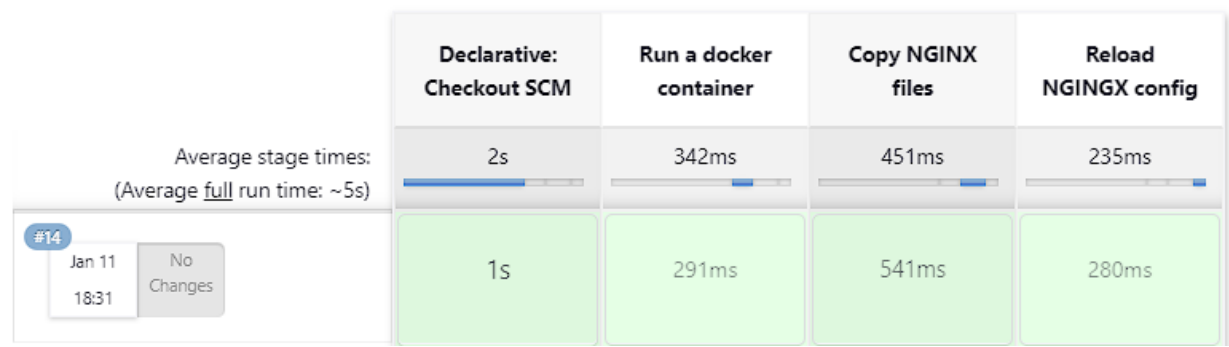 Declarative: Checkout SCM
Run a docker container
Copy NGINX files
Reload NGINGX config
Average stage times:
(Average full run time: ~5s)
2s
342ms
451ms
235ms
#14
Jan 11
18:31
No Changes
1s
291ms
541ms
280ms